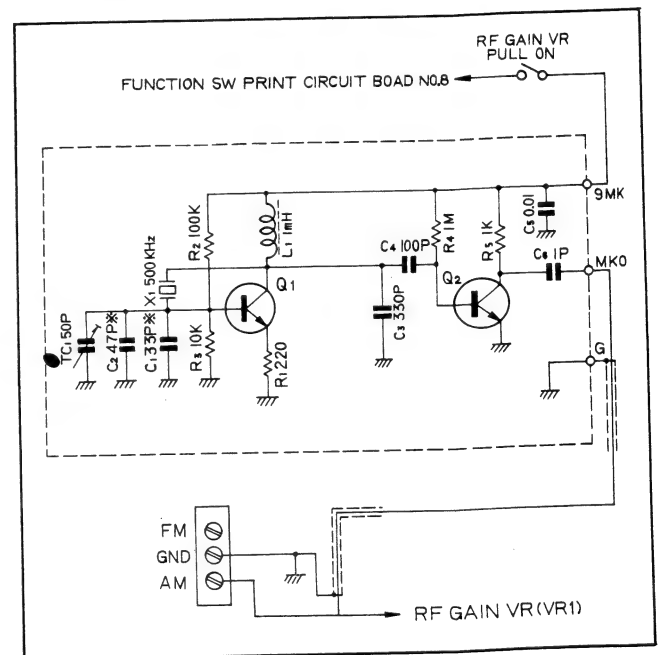 RF GAIN VR
PULL ON
FUNCTION SW PRINT CIRCUIT BOAD NO.8
9MK
C5 0.01
R2 100K
L1 1mH
R4 1M
R5 1K
C4 100P
C6 1P
MKO
X1 500KHz
Q1
Q2
TC1 50P
C2 47P※
C1 33P※
R3 10K
R1 220
C3 330P
G
FM
GND
AM
RF GAIN VR(VR1)